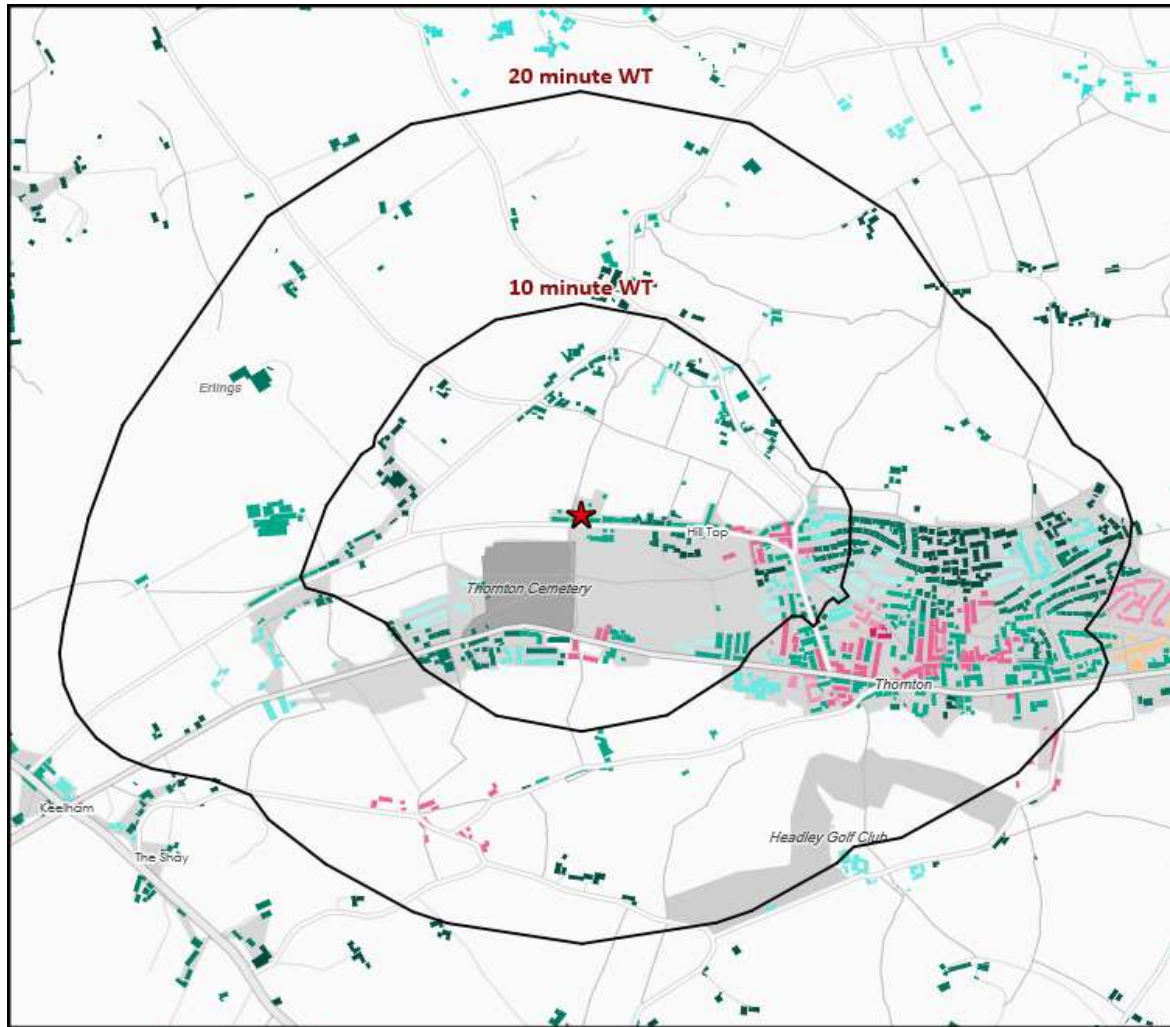 20 minute WT
10 minute WT
Erlings
Hill Top
Thornton Cemetery
Thornton
Keelham
Headley Golf Club
The Shay